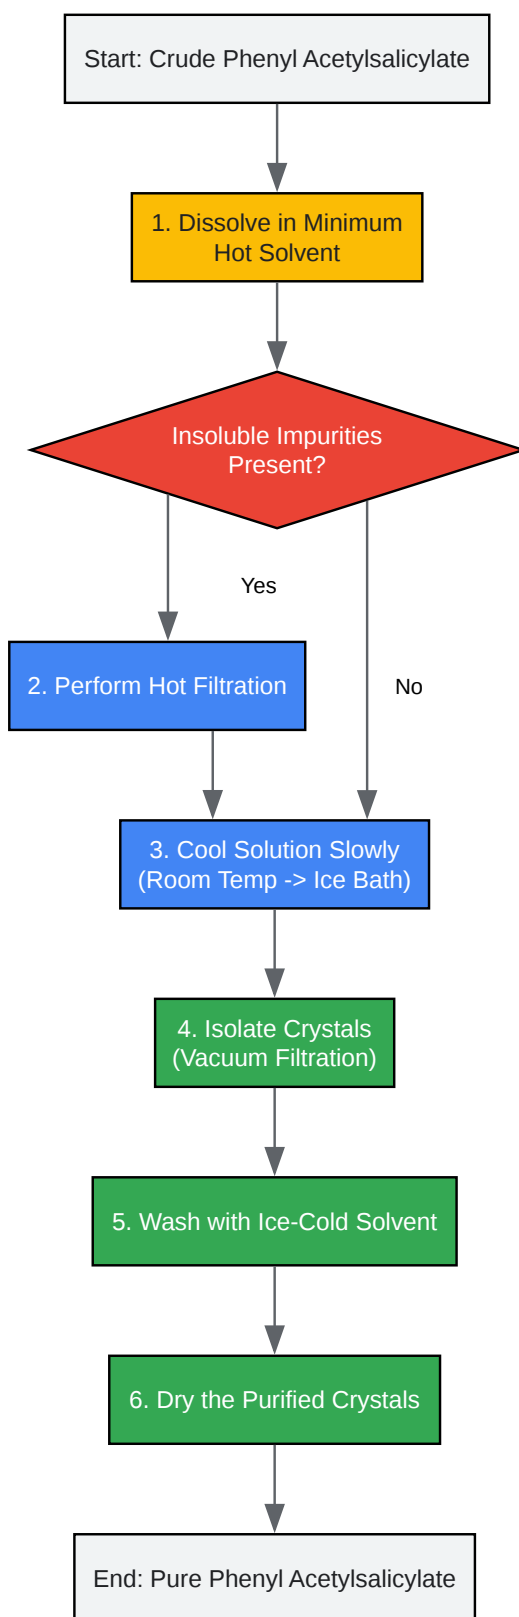 Start: Crude Phenyl Acetylsalicylate
1. Dissolve in Minimum
Hot Solvent
Insoluble Impurities
Present?
Yes
2. Perform Hot Filtration
No
3. Cool Solution Slowly
(Room Temp -> Ice Bath)
4. Isolate Crystals
(Vacuum Filtration)
5. Wash with Ice-Cold Solvent
6. Dry the Purified Crystals
End: Pure Phenyl Acetylsalicylate